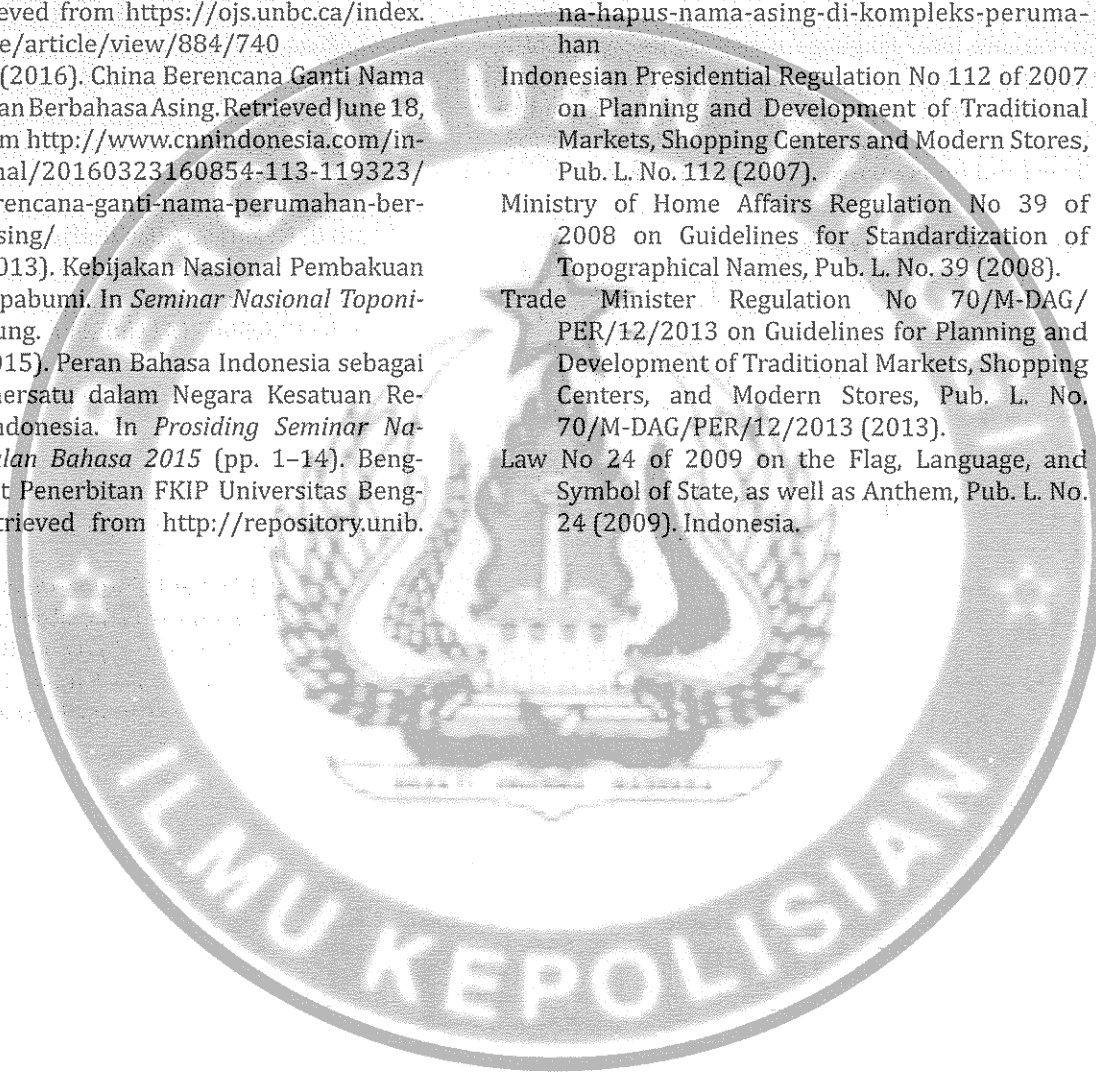 ieved from https://ojs.unbc.ca/index.
e/article/view/884/740
(2016). China Berencana Ganti Nama
an Berbahasa Asing. Retrieved June 18,
m http://www.cnnindonesia.com/in-
nal/20160323160854-113-119323/
rencana-ganti-nama-perumahan-ber-
sing/
013). Kebijakan Nasional Pembakuan
pabumi. In Seminar Nasional Toponi-
ung.
015). Peran Bahasa Indonesia sebagai
nersatu dalam Negara Kesatuan Re-
ndonesia. In Prosiding Seminar Na-
ulan Bahasa 2015 (pp. 1–14). Beng-
t Penerbitan FKIP Universitas Beng-
trieved from http://repository.unib.
na-hapus-nama-asing-di-kompleks-peruma-
han
Indonesian Presidential Regulation No 112 of 2007
on Planning and Development of Traditional
Markets, Shopping Centers and Modern Stores,
Pub. L. No. 112 (2007).
Ministry of Home Affairs Regulation No 39 of
2008 on Guidelines for Standardization of
Topographical Names, Pub. L. No. 39 (2008).
Trade Minister Regulation No 70/M-DAG/
PER/12/2013 on Guidelines for Planning and
Development of Traditional Markets, Shopping
Centers, and Modern Stores, Pub. L. No.
70/M-DAG/PER/12/2013 (2013).
Law No 24 of 2009 on the Flag, Language, and
Symbol of State, as well as Anthem, Pub. L. No.
24 (2009). Indonesia.
ILMU KEPOLISIAN